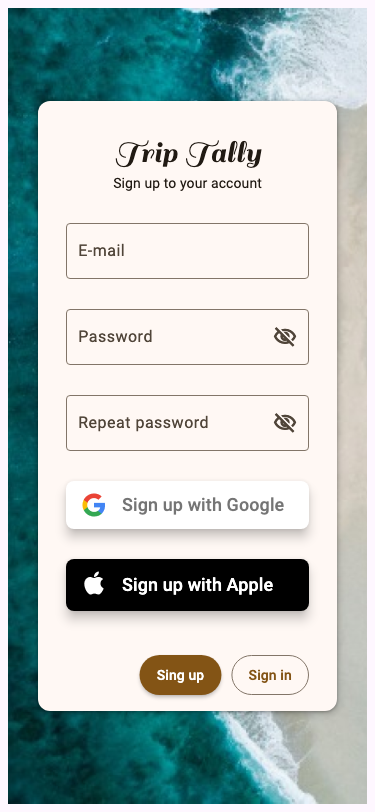 Trip Tally
Sign up to your account
E-mail
Password
Repeat password
Sign up with Google
Sign up with Apple
Sing up
Sign in